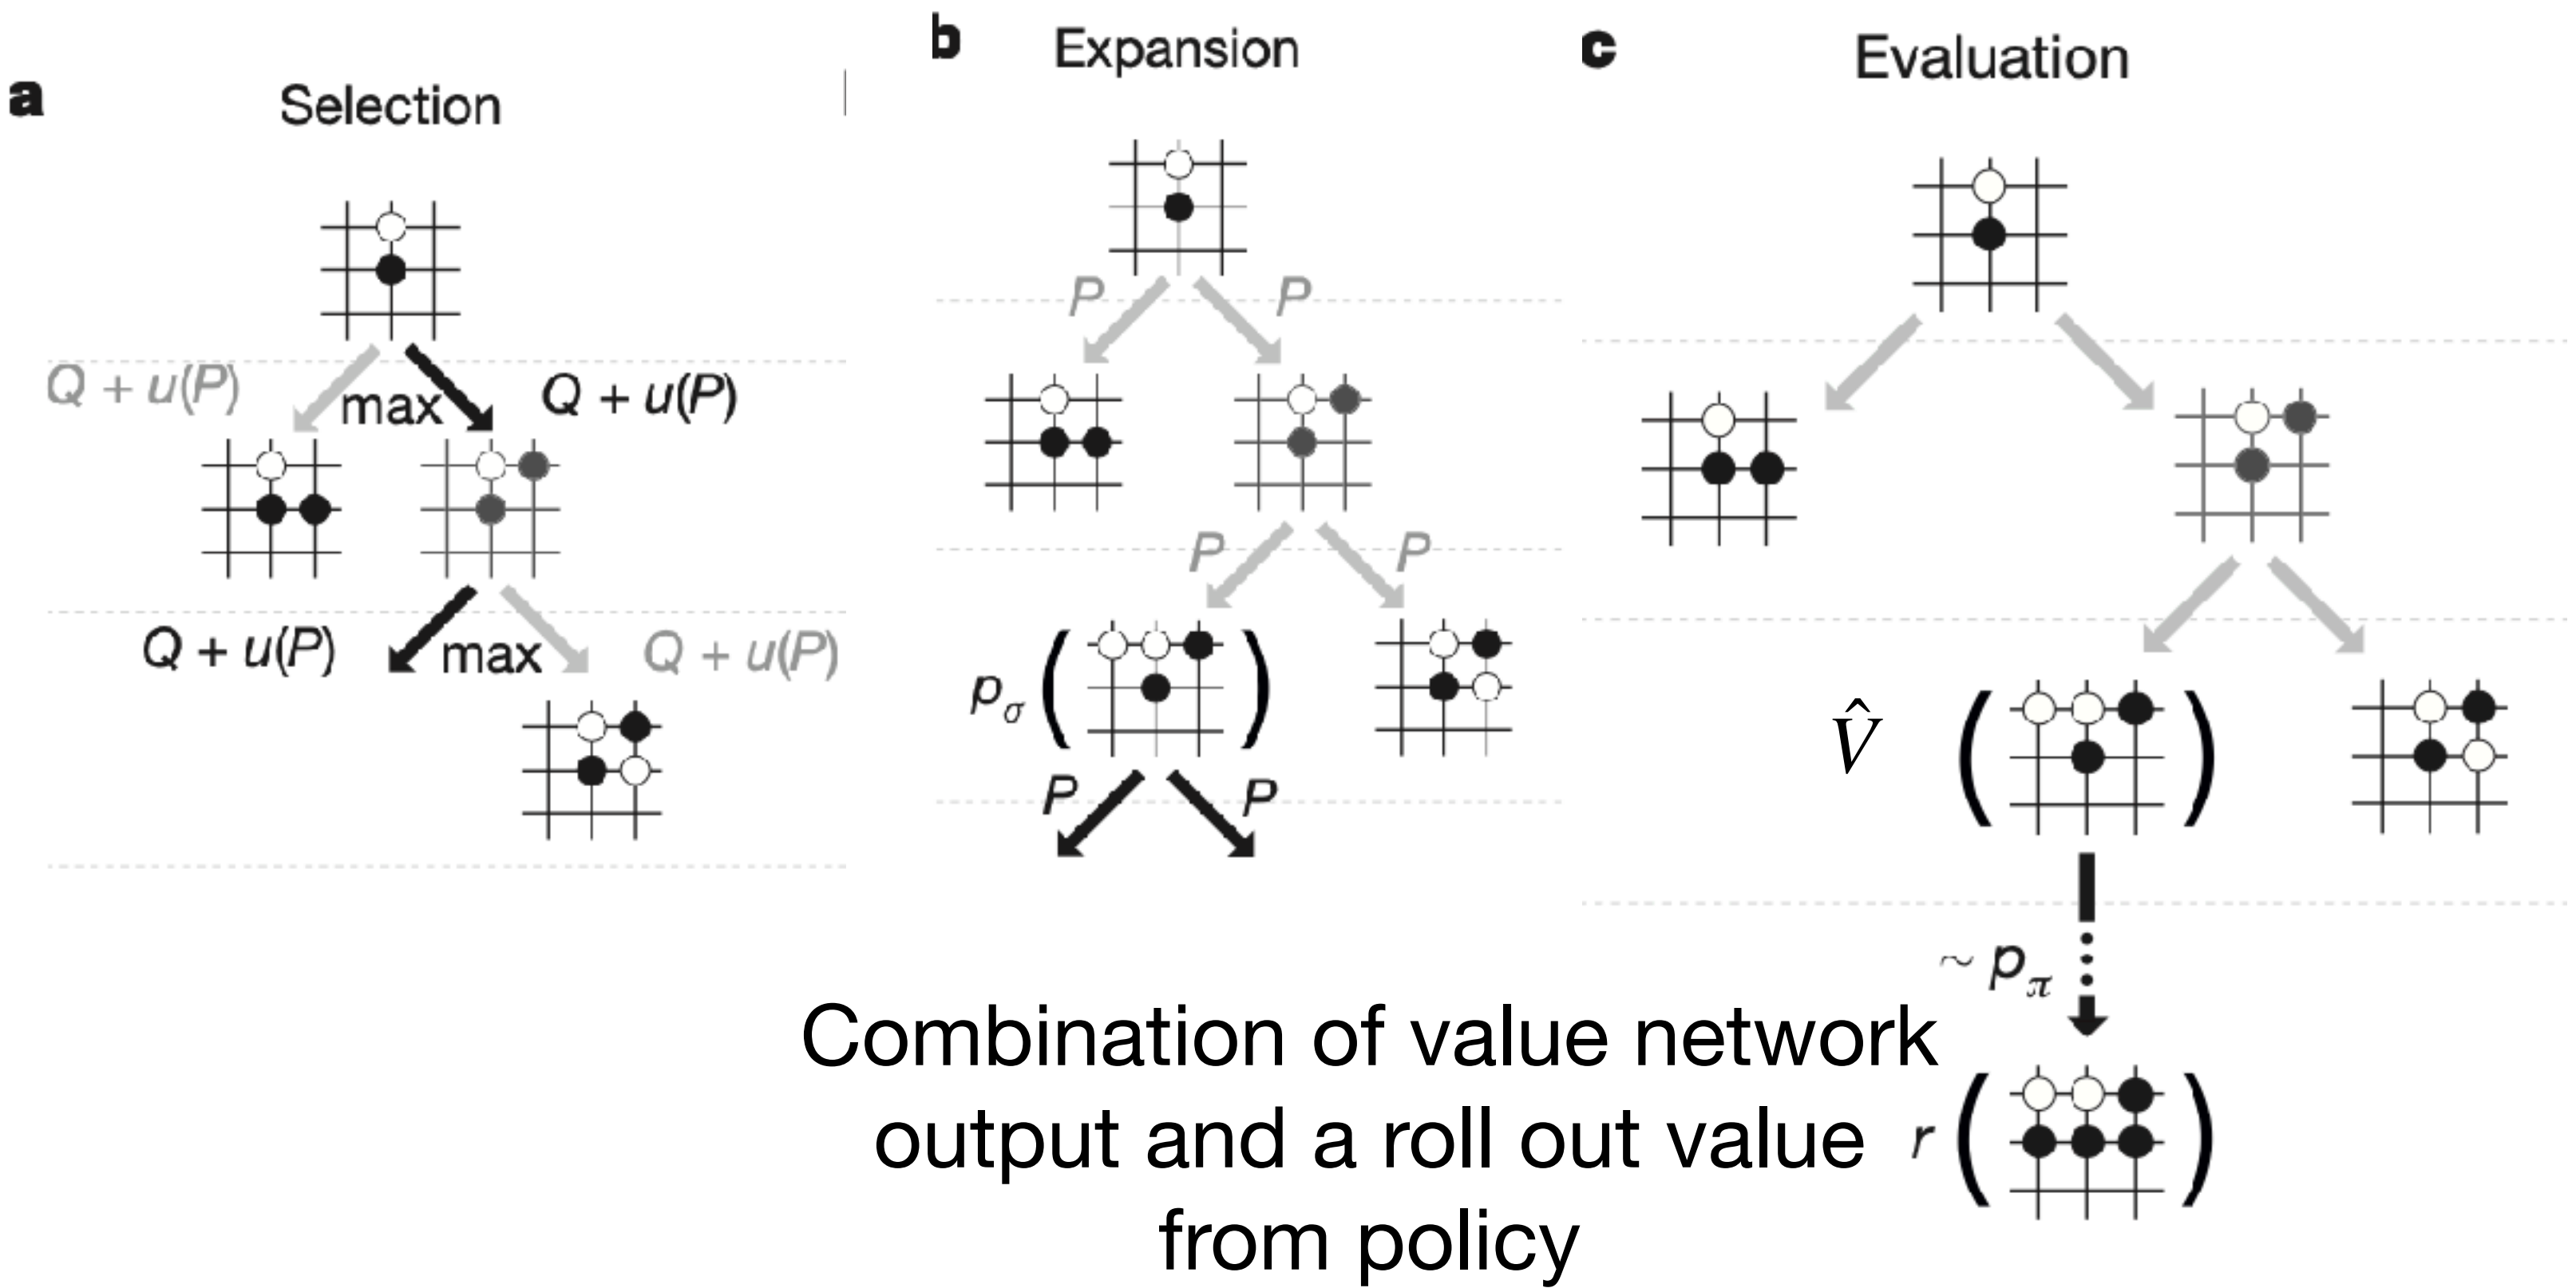 a
Selection
Q + u(P)
max
Q + u(P)
Q + u(P)
max
Q + u(P)
b
Expansion
P
P
P
P
pσ
(
)
P
P
c
Evaluation
V̂
(
)
~ pπ
r
(
)
Combination of value network
output and a roll out value
from policy